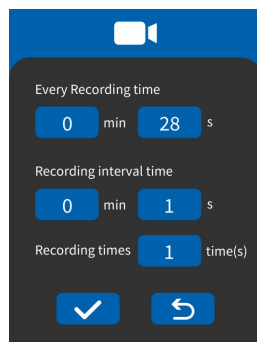 Every Recording time
0 min 28 s
Recording interval time
0 min 1 s
Recording times 1 time(s)